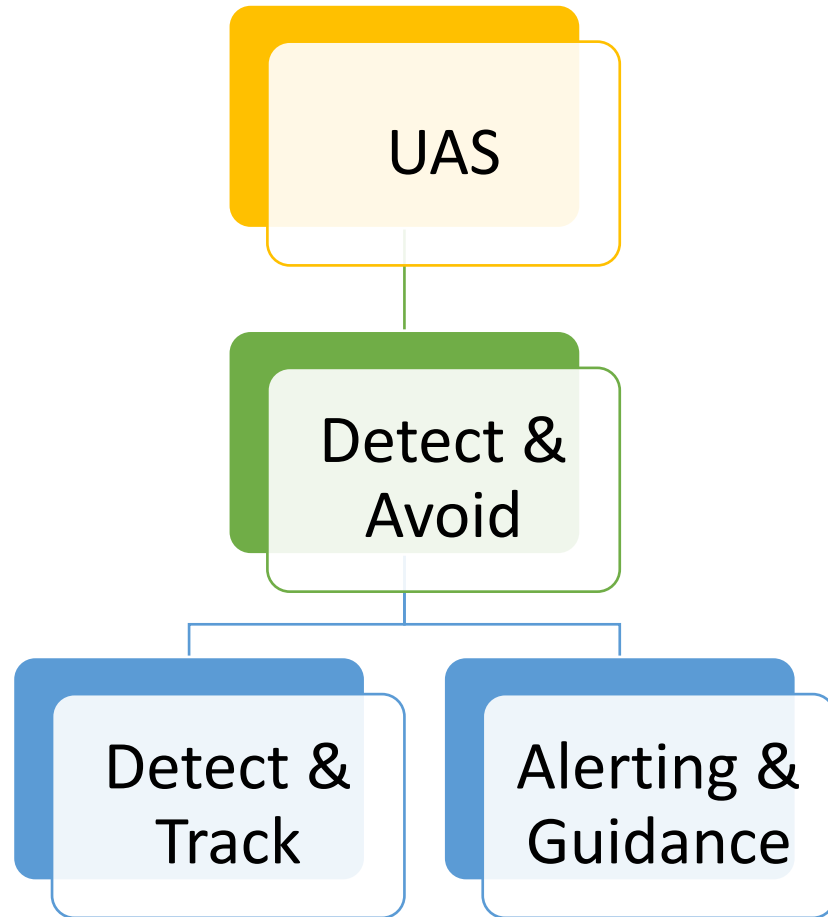 UAS
Detect &
Avoid
Detect &
Track
Alerting &
Guidance